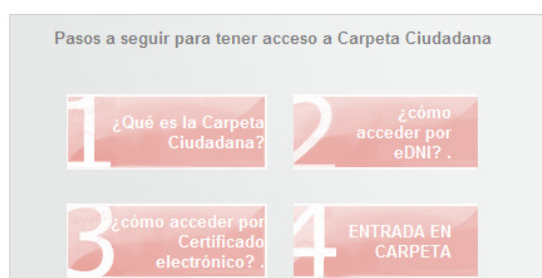 Pasos a seguir para tener acceso a Carpeta Ciudadana
1 ¿Qué es la Carpeta
Ciudadana?
2 ¿cómo
acceder por
eDNI? .
3 ¿cómo acceder por
Certificado
electrónico? .
4 ENTRADA EN
CARPETA